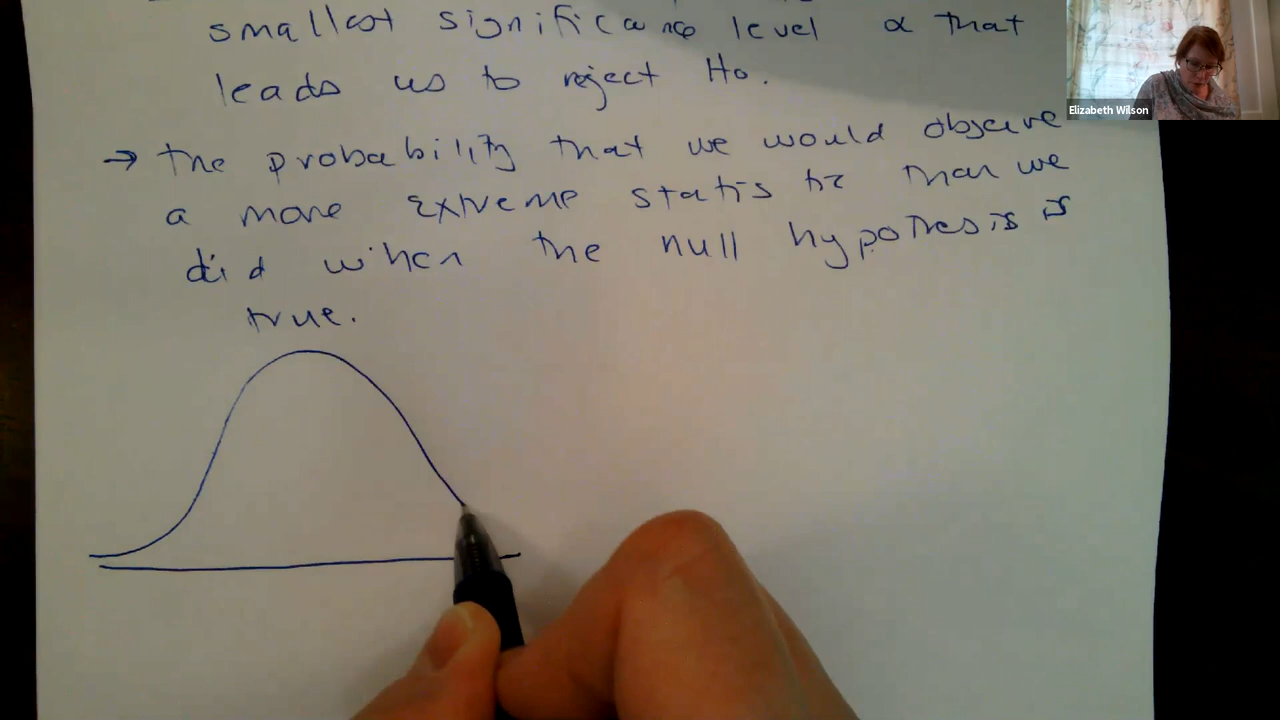 smallest significance level α that
leads us to reject Ho.
Elizabeth Wilson
→ The probability that we would observe
a more extreme statistic than we
did when the null hypothesis is
true.